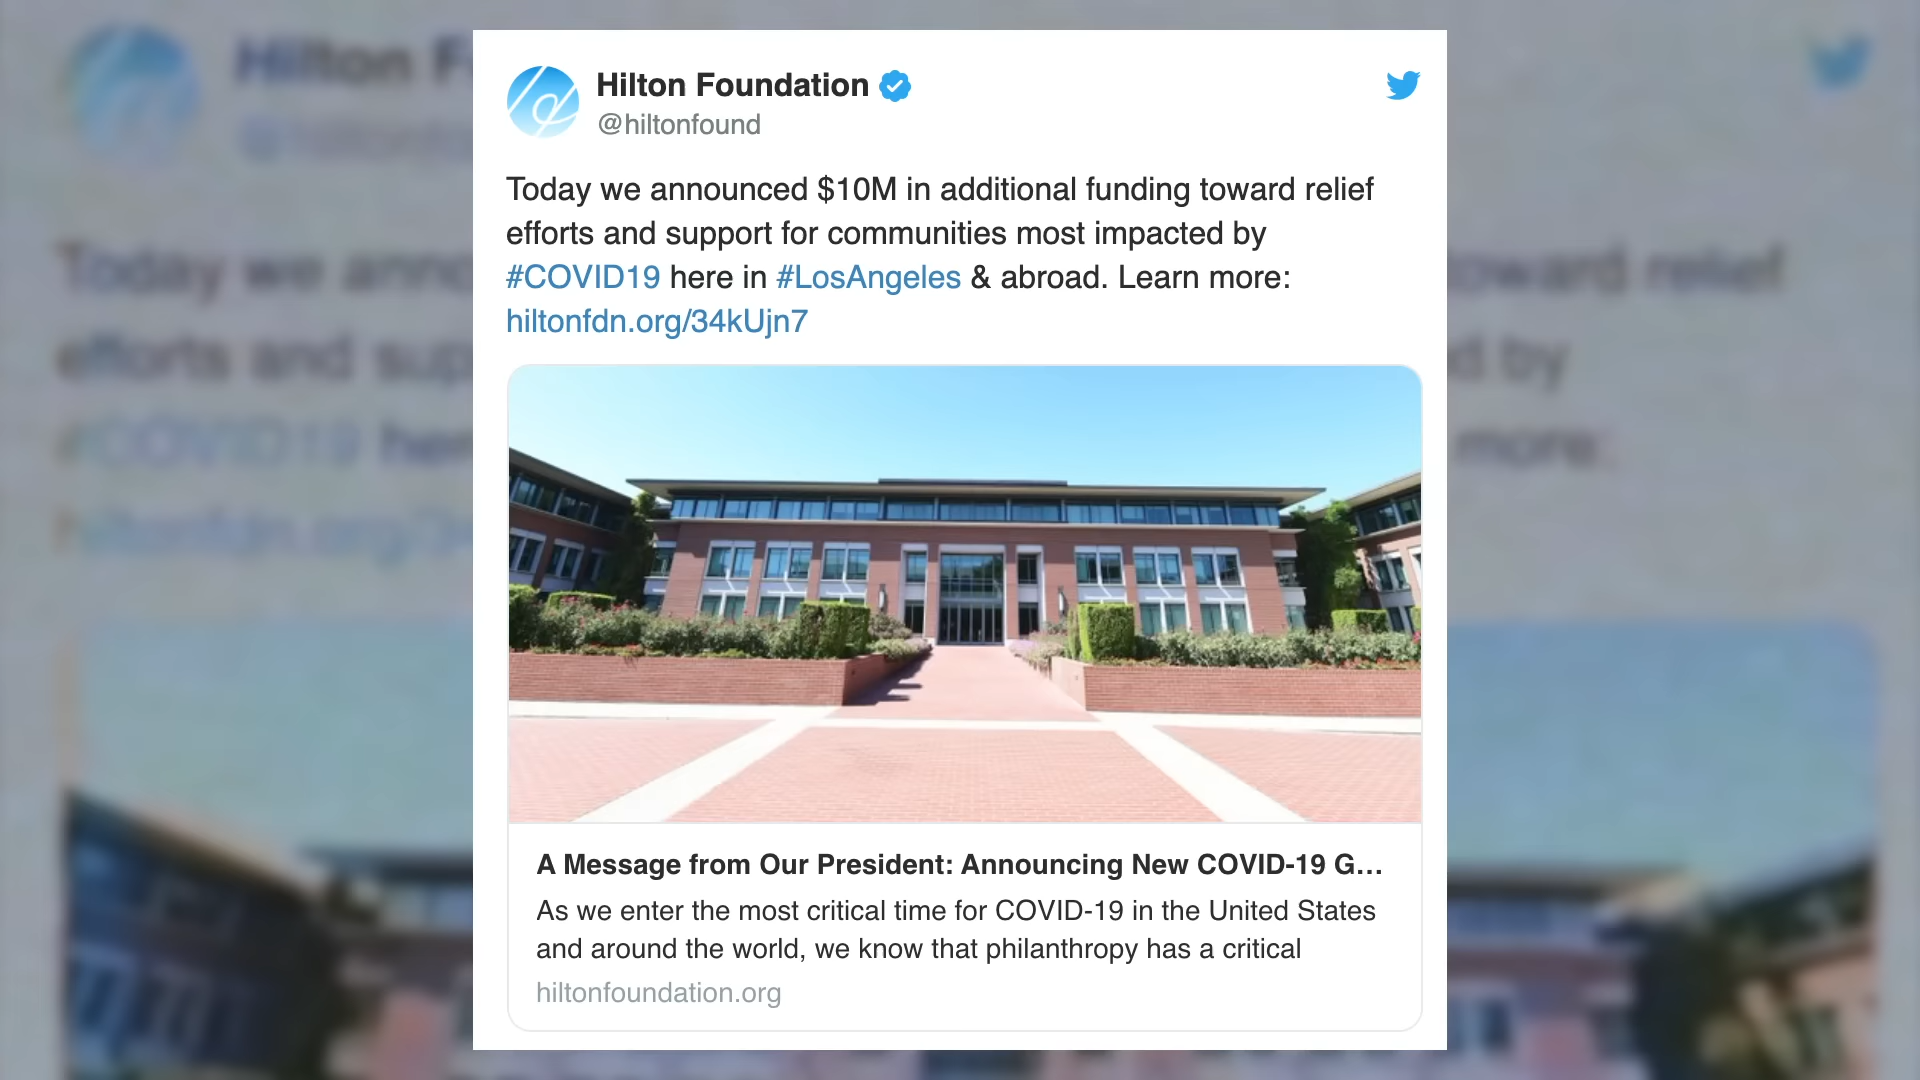 Hilton Foundation
@hiltonfound
Today we announced $10M in additional funding toward relief
efforts and support for communities most impacted by
#COVID19 here in #LosAngeles & abroad. Learn more:
hiltonfdn.org/34kUjn7
A Message from Our President: Announcing New COVID-19 G...
As we enter the most critical time for COVID-19 in the United States
and around the world, we know that philanthropy has a critical
hiltonfoundation.org